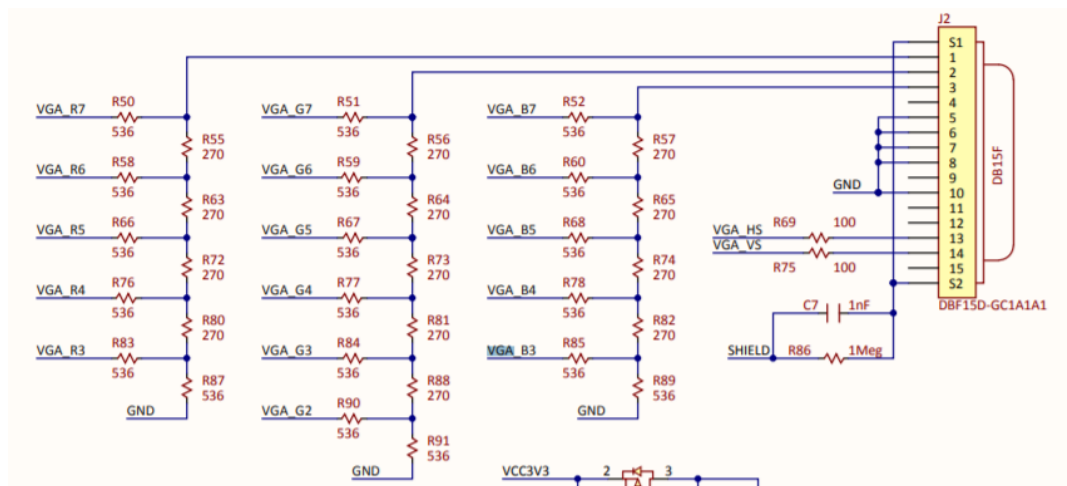 J2
S1
1
2
3
4
5
6
7
8
9
10
11
12
13
14
15
S2
DB15F
DBF15D-GC1A1A1
VGA_R7 R50 536
R55 270
VGA_R6 R58 536
R63 270
VGA_R5 R66 536
R72 270
VGA_R4 R76 536
R80 270
VGA_R3 R83 536
R87 536
GND
VGA_G7 R51 536
R56 270
VGA_G6 R59 536
R64 270
VGA_G5 R67 536
R73 270
VGA_G4 R77 536
R81 270
VGA_G3 R84 536
R88 270
VGA_G2 R90 536
R91 536
GND
VGA_B7 R52 536
R57 270
VGA_B6 R60 536
R65 270
VGA_B5 R68 536
R74 270
VGA_B4 R78 536
R82 270
VGA_B3 R85 536
R89 536
GND
GND
VGA_HS R69 100
VGA_VS R75 100
C7 1nF
SHIELD R86 1Meg
VCC3V3 2 3